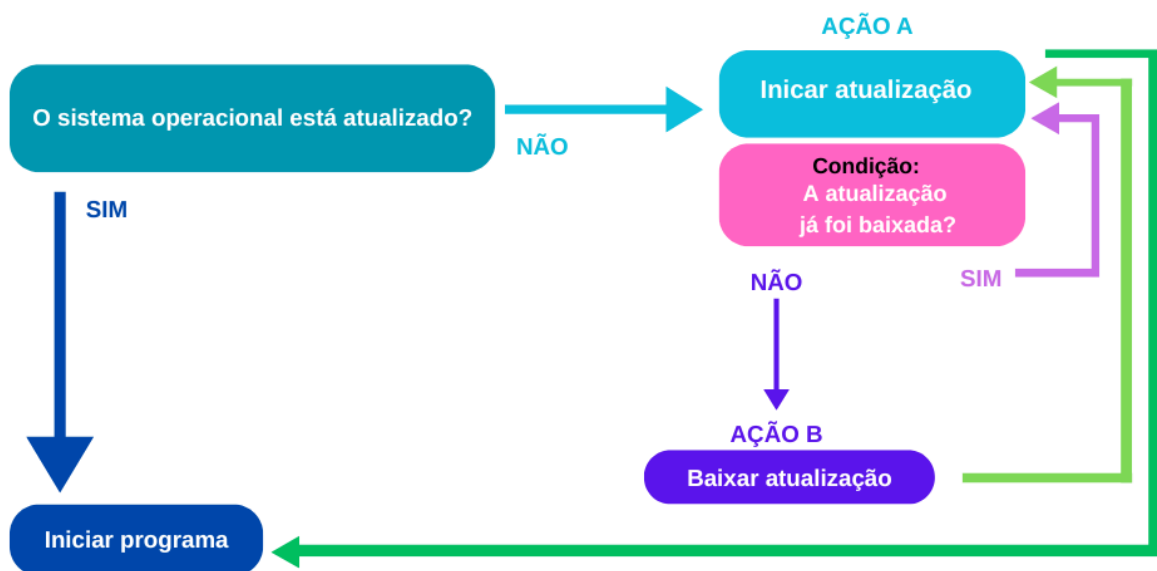 AÇÃO A
O sistema operacional está atualizado?
NÃO
Inicar atualização
Condição:
A atualização
já foi baixada?
SIM
NÃO
SIM
AÇÃO B
Baixar atualização
Iniciar programa